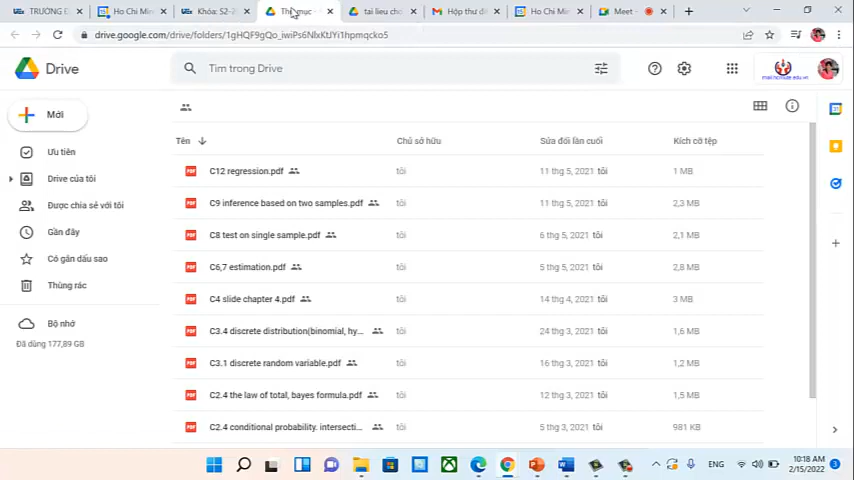 TRƯỜNG Đ
Ho Chi Min
Khóa: S2-2
tai lieu cho
Hộp thư đế
Ho Chi Min
Meet -
drive.google.com/drive/folders/
Drive
Tìm trong Drive
Mới
Ưu tiên
Drive của tôi
Được chia sẻ với tôi
Gần đây
Có gắn dấu sao
Thùng rác
Bộ nhớ
Đã dùng 177,89 GB
Tên Chủ sở hữu Sửa đổi lần cuối Kích cỡ tệp
C12 regression.pdf tôi 11 thg 5, 2021 tôi 1 MB
C9 inference based on two samples.pdf tôi 11 thg 5, 2021 tôi 2,3 MB
C8 test on single sample.pdf tôi 6 thg 5, 2021 tôi 2,1 MB
C6,7 estimation.pdf tôi 5 thg 5, 2021 tôi 2,8 MB
C4 slide chapter 4.pdf tôi 14 thg 4, 2021 tôi 3 MB
C3.4 discrete distribution(binomial, hy... tôi 24 thg 3, 2021 tôi 1,6 MB
C3.1 discrete random variable.pdf tôi 16 thg 3, 2021 tôi 1,2 MB
C2.4 the law of total, bayes formula.pdf tôi 12 thg 3, 2021 tôi 1,5 MB
C2.4 conditional probability. intersecti... tôi 5 thg 3, 2021 tôi 981 KB
ENG
10:18 AM
2/15/2022